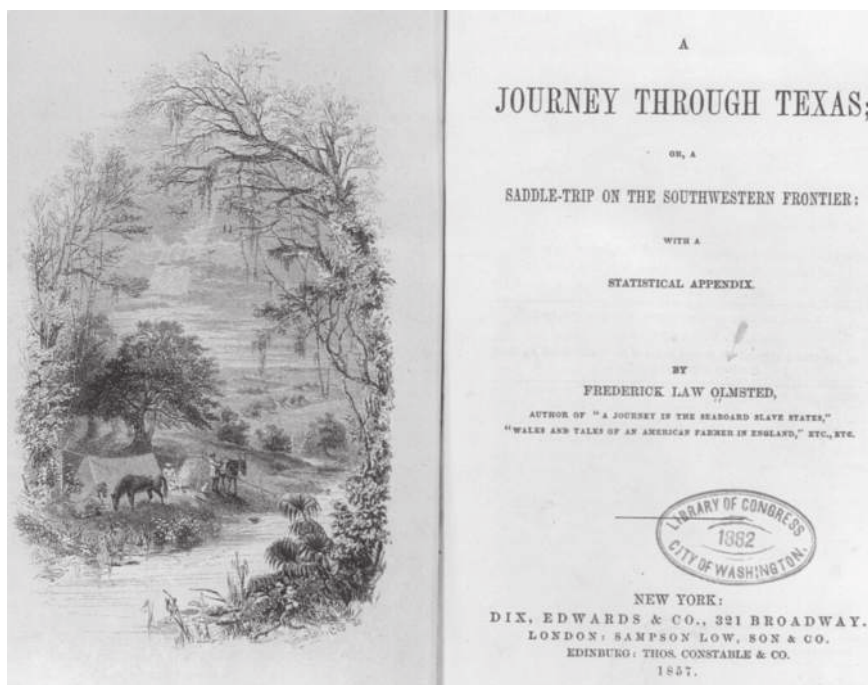 A
JOURNEY THROUGH TEXAS;
OR, A
SADDLE-TRIP ON THE SOUTHWESTERN FRONTIER:
WITH A
STATISTICAL APPENDIX.
BY
FREDERICK LAW OLMSTED,
AUTHOR OF "A JOURNEY IN THE SEABOARD SLAVE STATES,"
"WALKS AND TALKS OF AN AMERICAN FARMER IN ENGLAND," ETC., ETC.
LIBRARY OF CONGRESS
1882
CITY OF WASHINGTON.
NEW YORK:
DIX, EDWARDS & CO., 321 BROADWAY.
LONDON: SAMPSON LOW, SON & CO.
EDINBURG: THOS. CONSTABLE & CO.
1857.